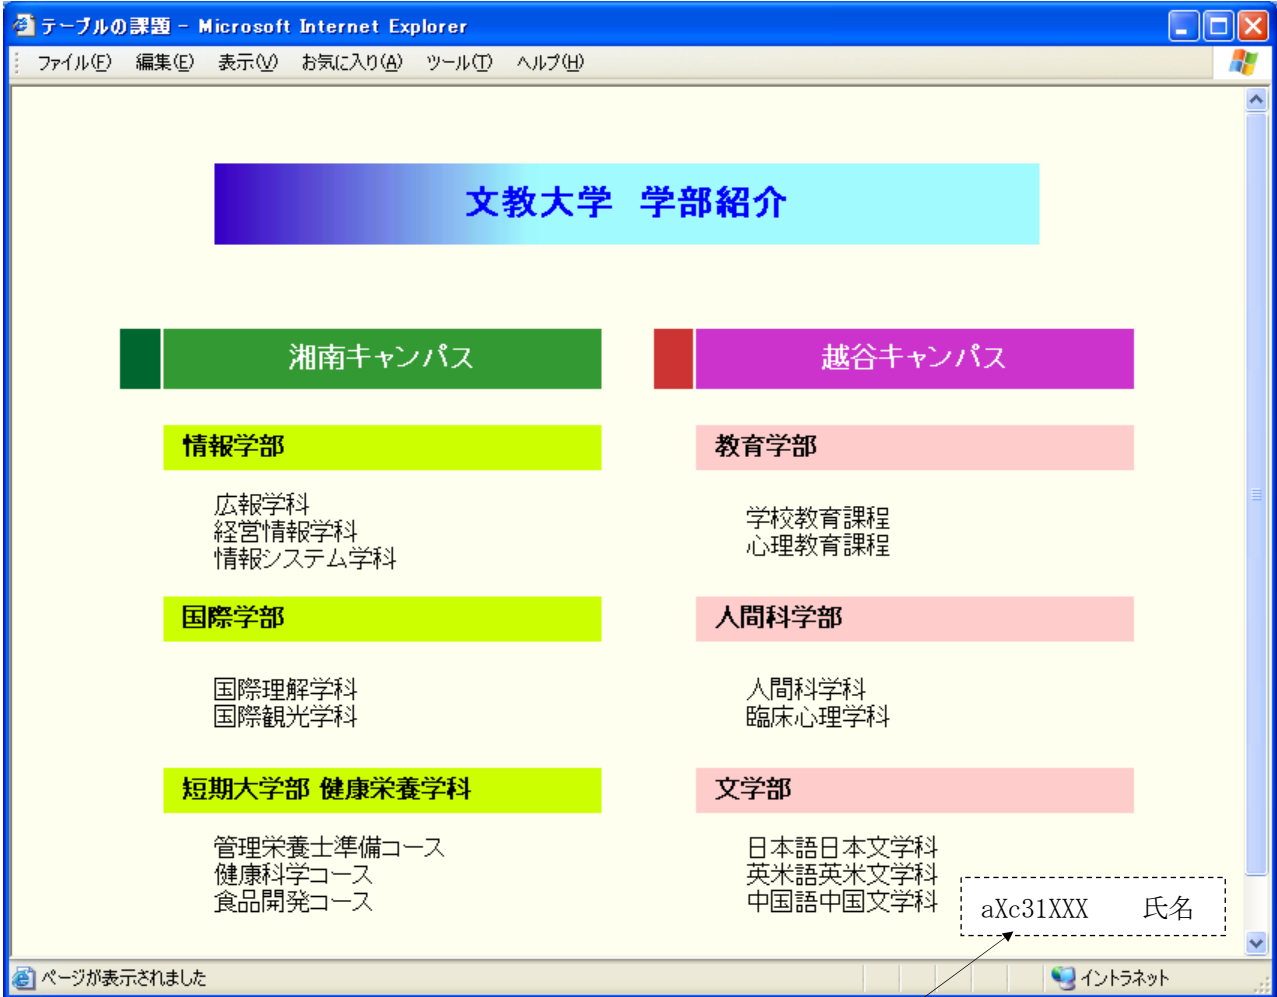 テーブルの課題 - Microsoft Internet Explorer
ファイル(F) 編集(E) 表示(V) お気に入り(A) ツール(T) ヘルプ(H)
文教大学 学部紹介
湘南キャンパス
情報学部
広報学科
経営情報学科
情報システム学科
国際学部
国際理解学科
国際観光学科
短期大学部 健康栄養学科
管理栄養士準備コース
健康科学コース
食品開発コース
越谷キャンパス
教育学部
学校教育課程
心理教育課程
人間科学部
人間科学科
臨床心理学科
文学部
日本語日本文学科
英米語英米文学科
中国語中国文学科
aXc31XXX 氏名
ページが表示されました
イントラネット